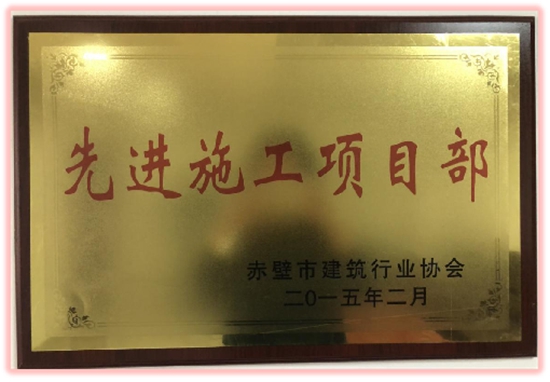 先进施工项目部
赤壁市建筑行业协会
二0一五年二月